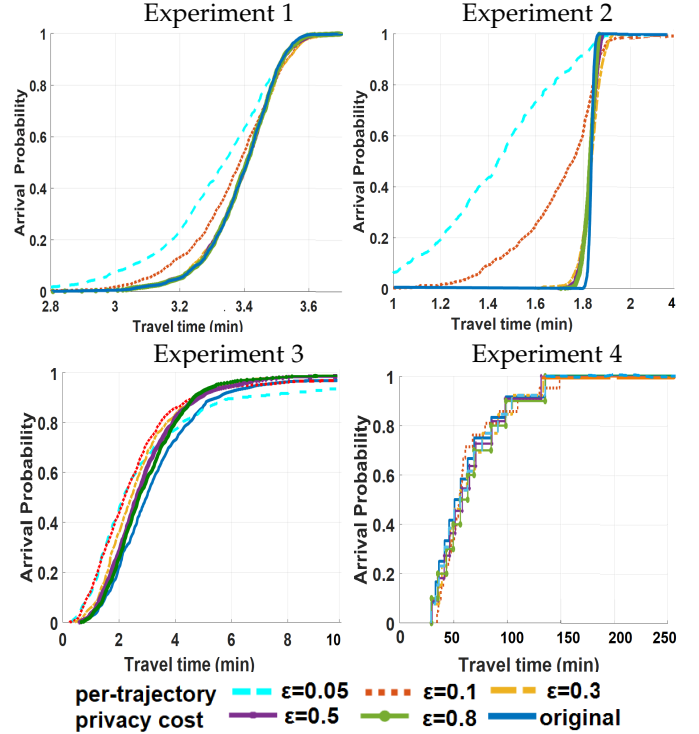 Experiment 1
Experiment 2
Arrival Probability
1
0.8
0.6
0.4
0.2
0
2.8 3 3.2 3.4 3.6
Travel time (min)
Arrival Probability
1
0.8
0.6
0.4
0.2
0
1 1.2 1.4 1.6 1.8 2 4
Travel time (min)
Experiment 3
Experiment 4
Arrival Probability
1
0.8
0.6
0.4
0.2
0
0 2 4 6 8 10
Travel time (min)
Arrival Probability
1
0.8
0.6
0.4
0.2
0
0 50 100 150 200 250
Travel time (min)
per-trajectory ε=0.05 ε=0.1 ε=0.3
privacy cost ε=0.5 ε=0.8 original